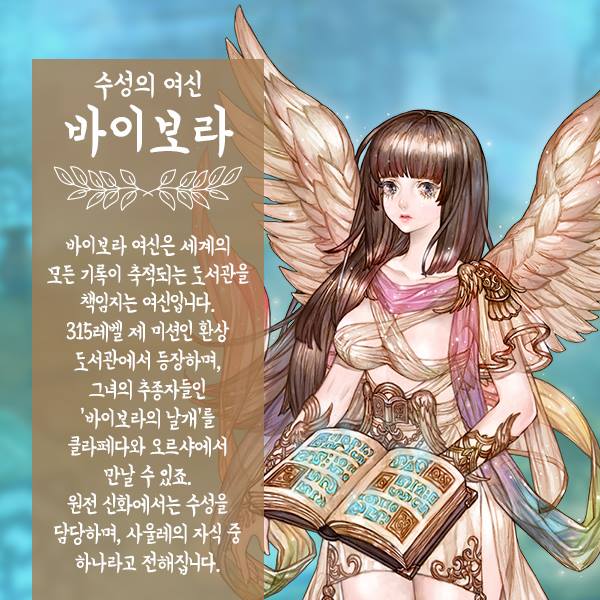 수성의 여신
바이보라
바이보라 여신은 세계의
모든 기록이 축적되는 도서관을
책임지는 여신입니다.
315레벨 제 미션인 환상
도서관에서 등장하며,
그녀의 추종자들인
'바이보라의 날개'를
클라페다와 오르샤에서
만날 수 있죠.
원전 신화에서는 수성을
담당하며, 사울레의 자식 중
하나라고 전해집니다.